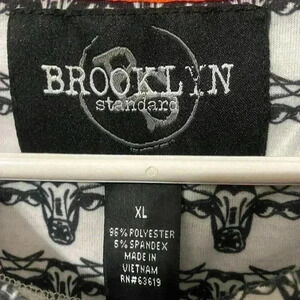 BROOKLYN
standard
XL
95% POLYESTER
5% SPANDEX
MADE IN
VIETNAM
RN#63619